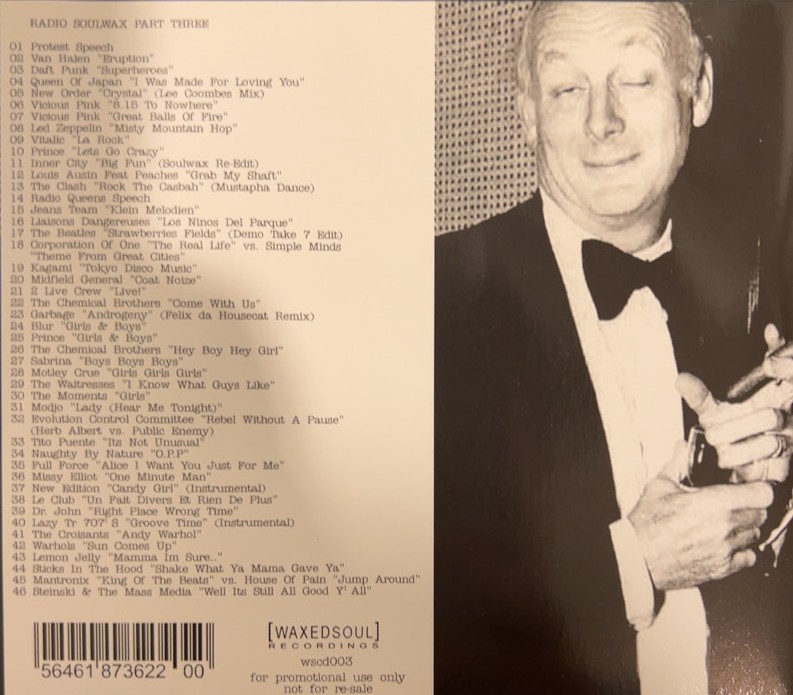 RADIO SOULWAX PART THREE
01 Protest Speech
02 Van Halen "Eruption"
03 Daft Punk "Superheroes"
04 Queen Of Japan "I Was Made For Loving You"
05 New Order "Crystal" (Lee Coombes Mix)
06 Vicious Pink "8.15 To Nowhere"
07 Vicious Pink "Great Balls Of Fire"
08 Led Zeppelin "Misty Mountain Hop"
09 Vitalic "La Rock"
10 Prince "Lets Go Crazy"
11 Inner City "Big Fun" (Soulwax Re-Edit)
12 Louis Ausin Feat Peaches "Grab My Shaft"
13 The Clash "Rock The Casbah" (Mustapha Dance)
14 Radio Queens Speech
15 Jeans Team "Klein Melodien"
16 Liaisons Dangereuses "Los Ninos Del Parque"
17 The Beatles "Strawberries Fields" (Demo Take 7 Edit)
18 Corporation Of One "The Real Life" vs. Simple Minds
"Theme From Great Cities"
19 Kagami "Tokyo Disco Music"
20 Midfield General "Coat Noise"
21 2 Live Crew "Live!"
22 The Chemical Brothers "Come With Us"
23 Garbage "Androgeny" (Felix da Housecat Remix)
24 Blur "Girls & Boys"
25 Prince "Girls & Boys"
26 The Chemical Brothers "Hey Boy Hey Girl"
27 Sabrina "Boys Boys Boys"
28 Motley Crue "Girls Girls Girls"
29 The Waitresses "I Know What Guys Like"
30 The Moments "Girls"
31 Modjo "Lady (Hear Me Tonight)"
32 Evolution Control Committee "Rebel Without A Pause"
(Herb Albert vs. Public Enemy)
33 Tito Puente "Its Not Unusual"
34 Naughty By Nature "O.P.P"
35 Full Force "Alice I Want You Just For Me"
36 Missy Elliot "One Minute Man"
37 New Edition "Candy Girl" (Instrumental)
38 Le Club "Un Fait Divers Et Rien De Plus"
39 Dr. John "Right Place Wrong Time"
40 Lazy Tr 707' S "Groove Time" (Instrumental)
41 The Croisants "Andy Warhol"
42 Warhols "Sun Comes Up"
43 Lemon Jelly "Mamma Im Sure.."
44 Sticks In The Hood "Shake What Ya Mama Gave Ya"
45 Mantronix "King Of The Beats" vs. House Of Pain "Jump Around"
46 Steinski & The Mass Media "Well Its Still All Good Y' All"
56461 873622 00
[WAXEDSOUL]
RECORDINGS
wscd003
for promotional use only
not for re-sale